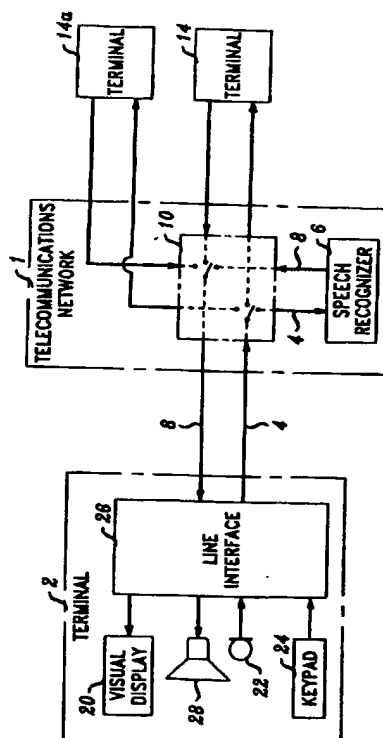 1
TELECOMMUNICATIONS
NETWORK
14a
TERMINAL
14
TERMINAL
10
8
4
6
SPEECH
RECOGNIZER
8
4
2
TERMINAL
26
LINE
INTERFACE
20
VISUAL
DISPLAY
28
22
24
KEYPAD